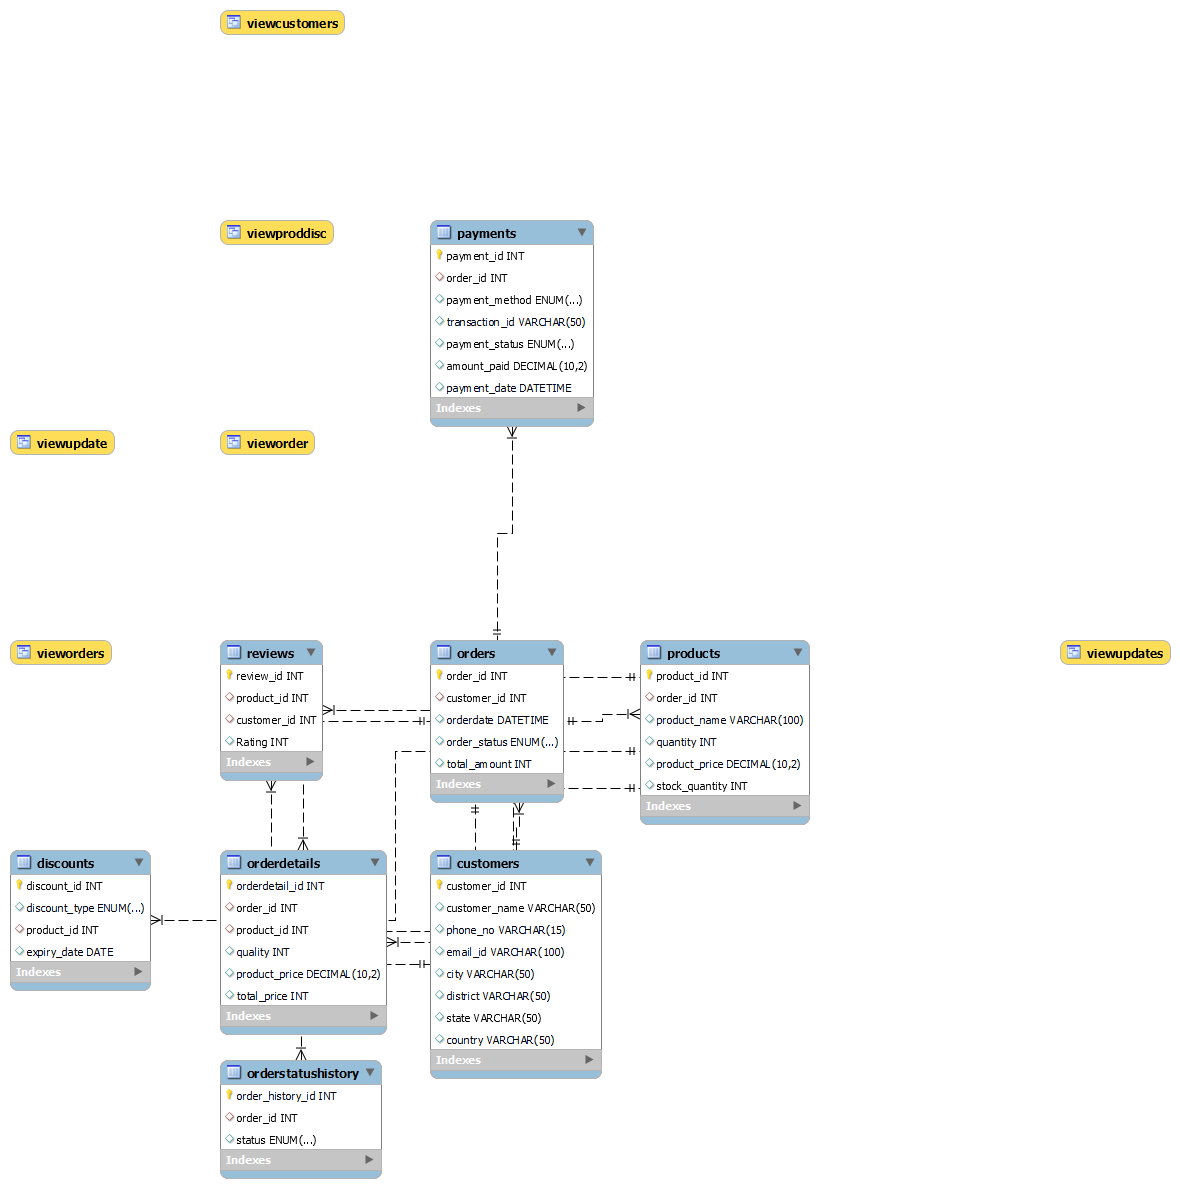 viewcustomers
viewproddisc
payments
payment_id INT
order_id INT
payment_method ENUM(...)
transaction_id VARCHAR(50)
payment_status ENUM(...)
amount_paid DECIMAL(10,2)
payment_date DATETIME
Indexes
viewupdate
vieworder
vieworders
reviews
review_id INT
product_id INT
customer_id INT
Rating INT
Indexes
orders
order_id INT
customer_id INT
orderdate DATETIME
order_status ENUM(...)
total_amount INT
Indexes
products
product_id INT
order_id INT
product_name VARCHAR(100)
quantity INT
product_price DECIMAL(10,2)
stock_quantity INT
Indexes
viewupdates
discounts
discount_id INT
discount_type ENUM(...)
product_id INT
expiry_date DATE
Indexes
orderdetails
orderdetail_id INT
order_id INT
product_id INT
quality INT
product_price DECIMAL(10,2)
total_price INT
Indexes
customers
customer_id INT
customer_name VARCHAR(50)
phone_no VARCHAR(15)
email_id VARCHAR(100)
city VARCHAR(50)
district VARCHAR(50)
state VARCHAR(50)
country VARCHAR(50)
Indexes
orderstatushistory
order_history_id INT
order_id INT
status ENUM(...)
Indexes